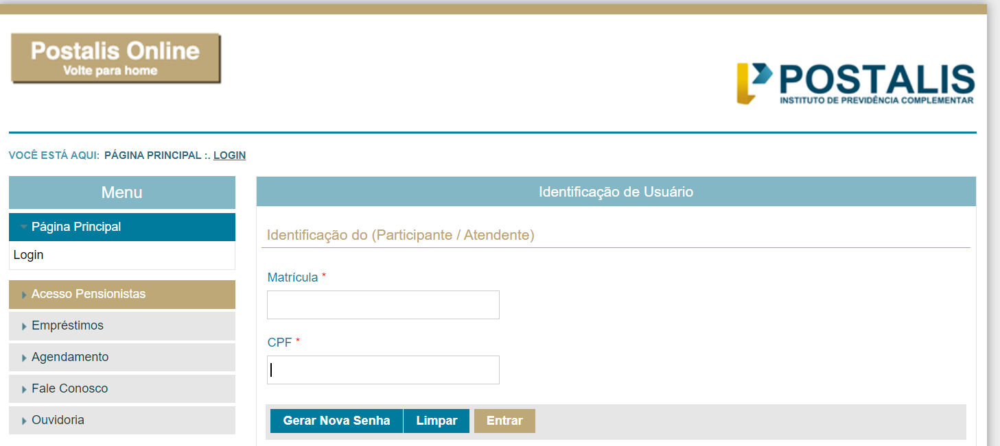 Postalis Online
Volte para home
POSTALIS
INSTITUTO DE PREVIDÊNCIA COMPLEMENTAR
VOCÊ ESTÁ AQUI: PÁGINA PRINCIPAL :. LOGIN
Menu
Página Principal
Login
Acesso Pensionistas
Empréstimos
Agendamento
Fale Conosco
Ouvidoria
Identificação de Usuário
Identificação do (Participante / Atendente)
Matrícula *
CPF *
Gerar Nova Senha Limpar Entrar